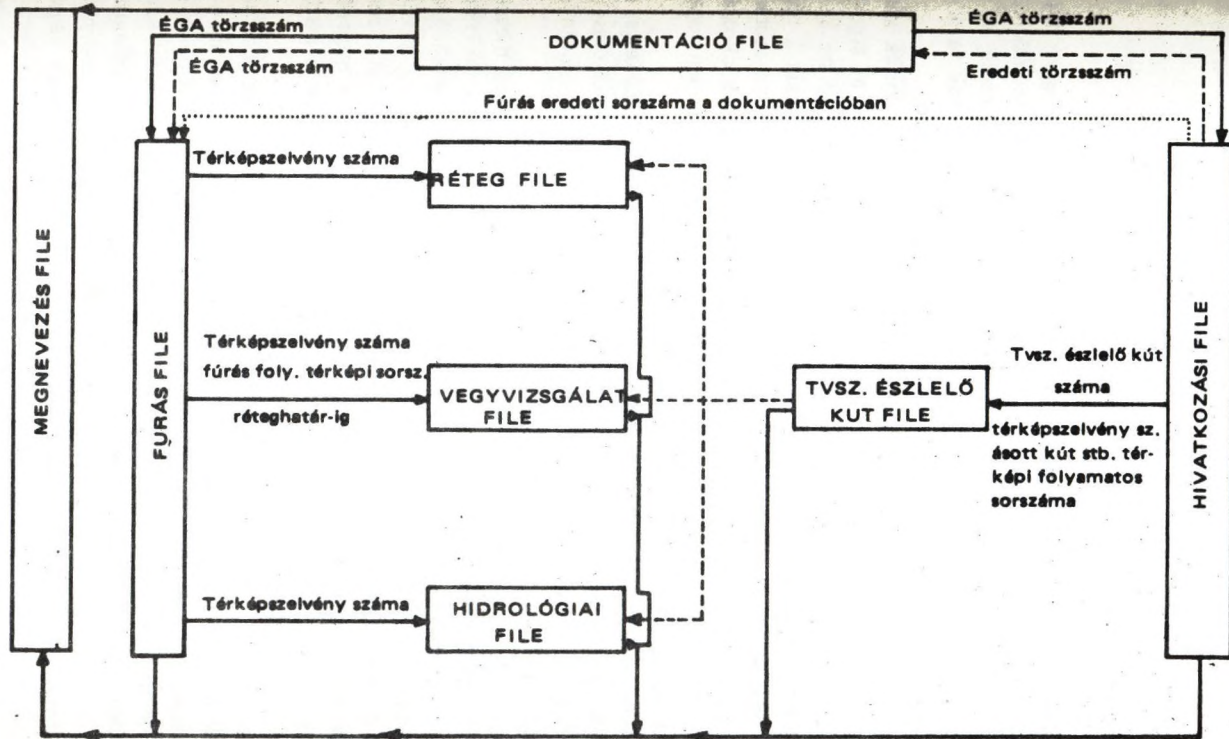 ÉGA törzsszám
DOKUMENTÁCIÓ FILE
ÉGA törzsszám
ÉGA törzsszám
Eredeti törzsszám
Fúrás eredeti sorszáma a dokumentációban
MEGNEVEZÉS FILE
FÚRÁS FILE
Térképszelvény száma
RÉTEG FILE
Térképszelvény száma
fúrás foly. térképi sorsz.
réteghatár-ig
VEGYVIZSGÁLAT
FILE
TVSZ. ÉSZLELŐ
KUT FILE
Tvsz. észlelő kút
száma
térképszelvény sz.
ásott kút stb. tér-
képi folyamatos
sorszáma
HIVATKOZÁSI FILE
Térképszelvény száma
HIDROLÓGIAI
FILE